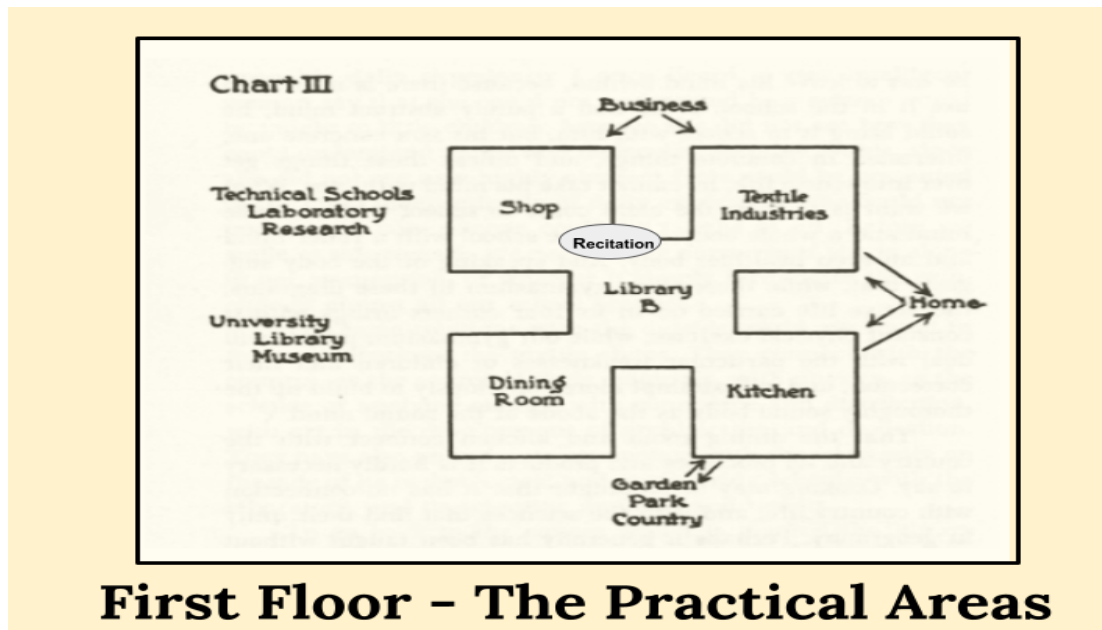 Chart III
Business
Technical Schools
Laboratory
Research
Shop
Textile
Industries
Recitation
Library
B
Home
University
Library
Museum
Dining
Room
Kitchen
Garden
Park
Country
First Floor - The Practical Areas